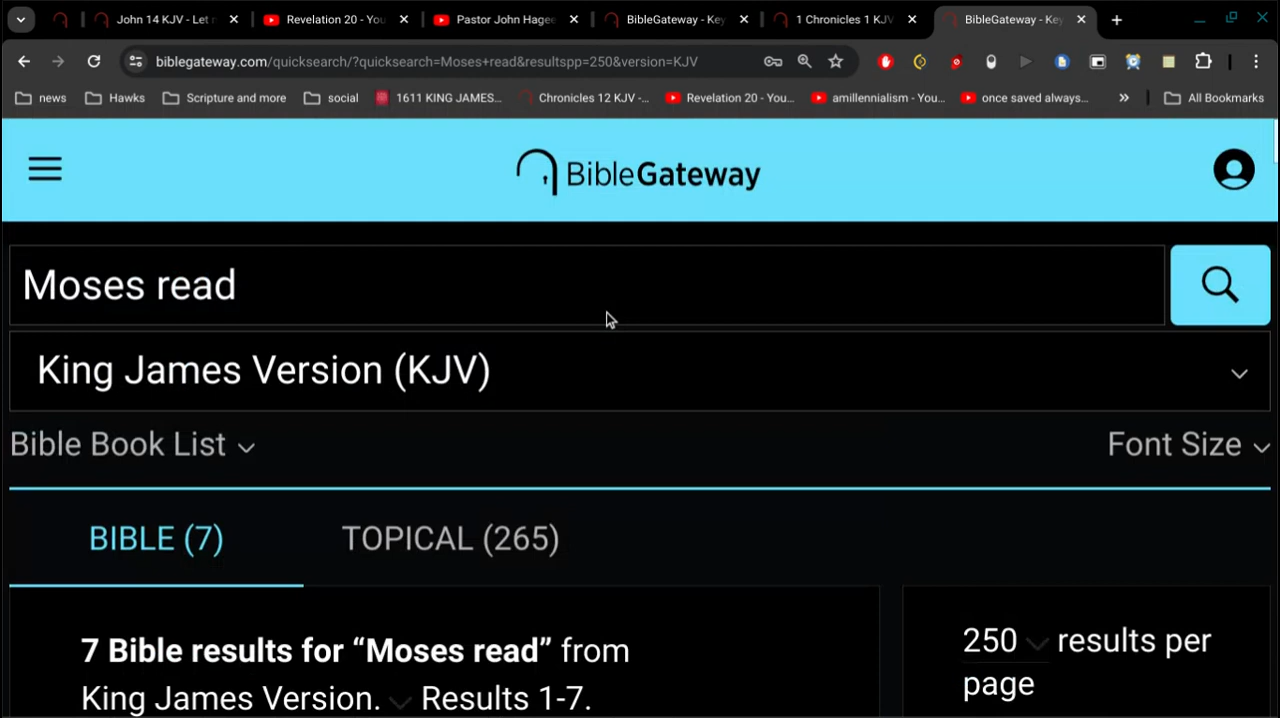 John 14 KJV - Let n
Revelation 20 - You
Pastor John Hagee
BibleGateway - Key
1 Chronicles 1 KJV
BibleGateway - Key
biblegateway.com/quicksearch/?quicksearch=Moses+read&resultspp=250&version=KJV
news
Hawks
Scripture and more
social
1611 KING JAMES...
Chronicles 12 KJV -...
Revelation 20 - You...
amillennialism - You...
once saved always...
All Bookmarks
BibleGateway
Moses read
King James Version (KJV)
Bible Book List
Font Size
BIBLE (7)
TOPICAL (265)
7 Bible results for “Moses read” from
King James Version. Results 1-7.
250 results per
page